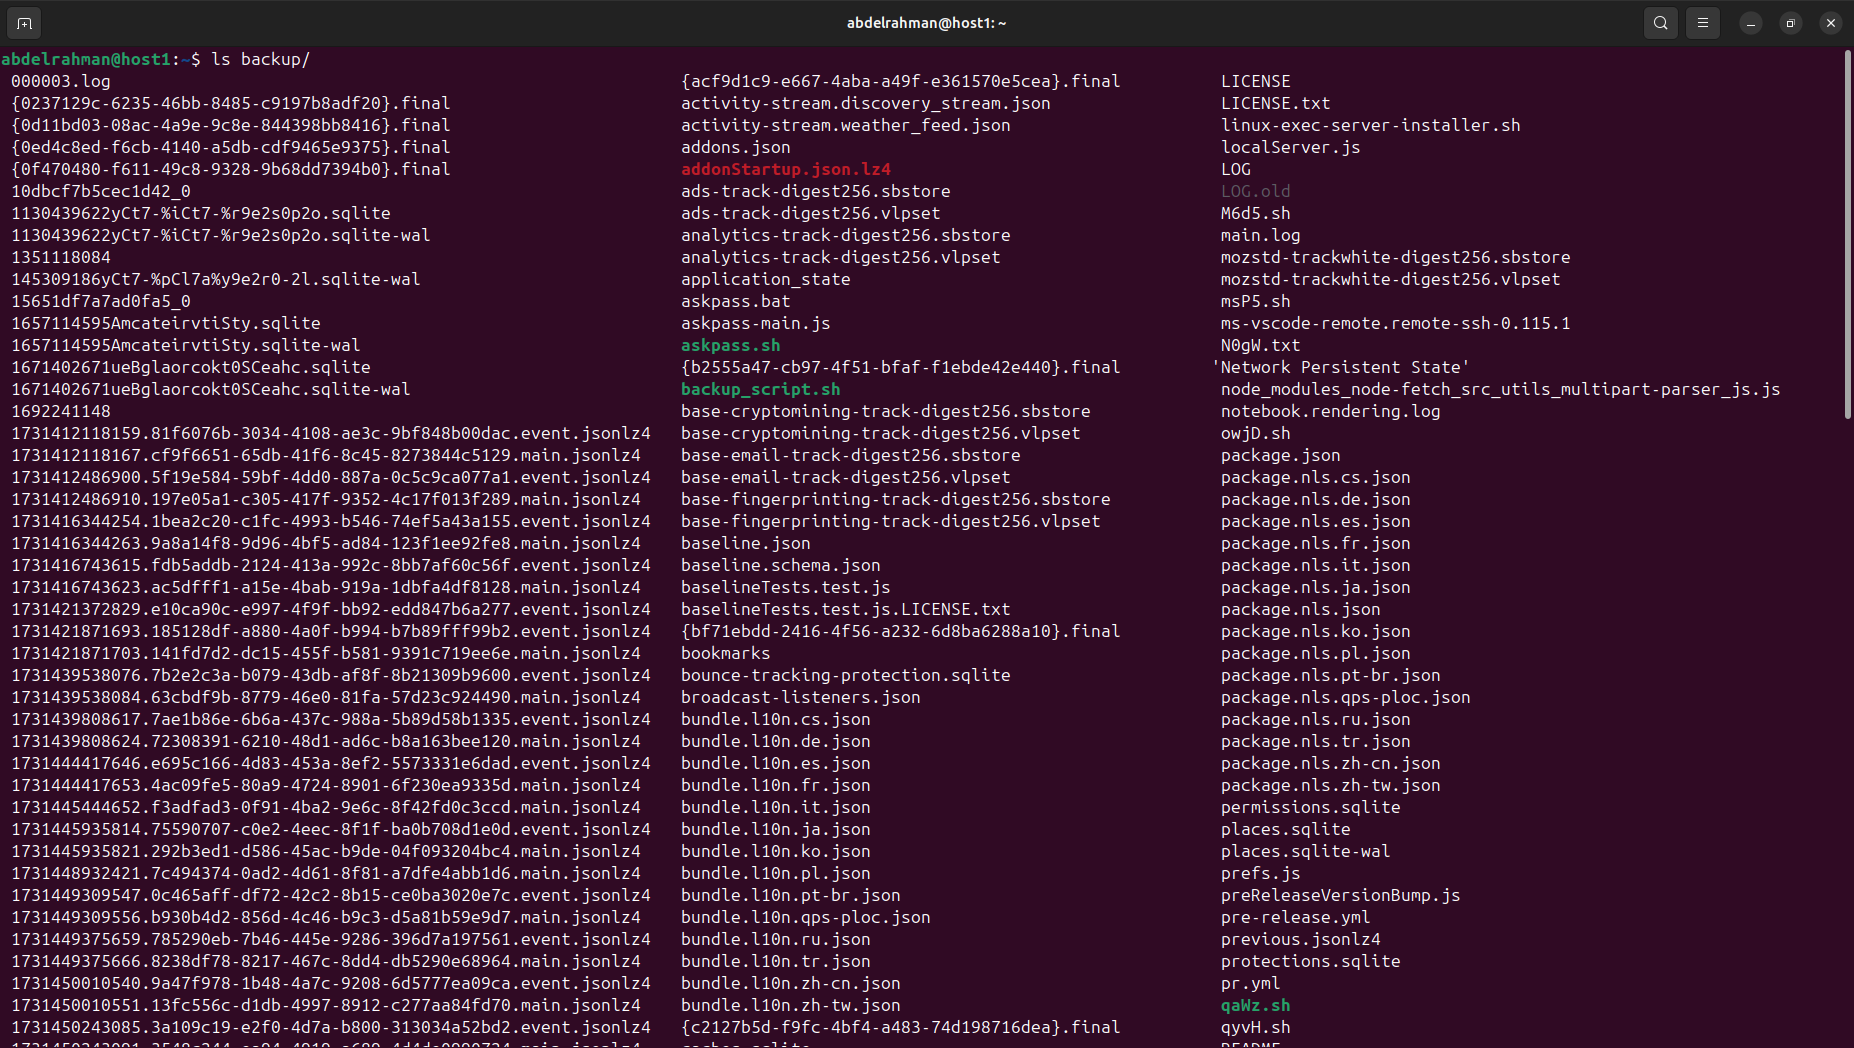 abdelrahman@host1: ~
abdelrahman@host1:~$ ls backup/
000003.log
{0237129c-6235-46bb-8485-c9197b8adf20}.final
{0d11bd03-08ac-4a9e-9c8e-844398bb8416}.final
{0ed4c8ed-f6cb-4140-a5db-cdf9465e9375}.final
{0f470480-f611-49c8-9328-9b68dd7394b0}.final
10dbcf7b5cec1d42_0
1130439622yCt7-%iCt7-%r9e2s0p2o.sqlite
1130439622yCt7-%iCt7-%r9e2s0p2o.sqlite-wal
1351118084
145309186yCt7-%pCl7a%y9e2r0-2l.sqlite-wal
15651df7a7ad0fa5_0
1657114595AmcateirvtiSty.sqlite
1657114595AmcateirvtiSty.sqlite-wal
1671402671ueBglaorcokt0SCeahc.sqlite
1671402671ueBglaorcokt0SCeahc.sqlite-wal
1692241148
1731412118159.81f6076b-3034-4108-ae3c-9bf848b00dac.event.jsonlz4
1731412118167.cf9f6651-65db-41f6-8c45-8273844c5129.main.jsonlz4
1731412486900.5f19e584-59bf-4dd0-887a-0c5c9ca077a1.event.jsonlz4
1731412486910.197e05a1-c305-417f-9352-4c17f013f289.main.jsonlz4
1731416344254.1bea2c20-c1fc-4993-b546-74ef5a43a155.event.jsonlz4
1731416344263.9a8a14f8-9d96-4bf5-ad84-123f1ee92fe8.main.jsonlz4
1731416743615.fdb5addb-2124-413a-992c-8bb7af60c56f.event.jsonlz4
1731416743623.ac5dfff1-a15e-4bab-919a-1dbfa4df8128.main.jsonlz4
1731421372829.e10ca90c-e997-4f9f-bb92-edd847b6a277.event.jsonlz4
1731421871693.185128df-a880-4a0f-b994-b7b89fff99b2.event.jsonlz4
1731421871703.141fd7d2-dc15-455f-b581-9391c719ee6e.main.jsonlz4
1731439538076.7b2e2c3a-b079-43db-af8f-8b21309b9600.event.jsonlz4
1731439538084.63cbdf9b-8779-46e0-81fa-57d23c924490.main.jsonlz4
1731439808617.7ae1b86e-6b6a-437c-988a-5b89d58b1335.event.jsonlz4
1731439808624.72308391-6210-48d1-ad6c-b8a163bee120.main.jsonlz4
1731444417646.e695c166-4d83-453a-8ef2-5573331e6dad.event.jsonlz4
1731444417653.4ac09fe5-80a9-4724-8901-6f230ea9335d.main.jsonlz4
1731445444652.f3adfad3-0f91-4ba2-9e6c-8f42fd0c3ccd.main.jsonlz4
1731445935814.75590707-c0e2-4eec-8f1f-ba0b708d1e0d.event.jsonlz4
1731445935821.292b3ed1-d586-45ac-b9de-04f093204bc4.main.jsonlz4
1731448932421.7c494374-0ad2-4d61-8f81-a7dfe4abb1d6.main.jsonlz4
1731449309547.0c465aff-df72-42c2-8b15-ce0ba3020e7c.event.jsonlz4
1731449309556.b930b4d2-856d-4c46-b9c3-d5a81b59e9d7.main.jsonlz4
1731449375659.785290eb-7b46-445e-9286-396d7a197561.event.jsonlz4
1731449375666.8238df78-8217-467c-8dd4-db5290e68964.main.jsonlz4
1731450010540.9a47f978-1b48-4a7c-9208-6d5777ea09ca.event.jsonlz4
1731450010551.13fc556c-d1db-4997-8912-c277aa84fd70.main.jsonlz4
1731450243085.3a109c19-e2f0-4d7a-b800-313034a52bd2.event.jsonlz4
{acf9d1c9-e667-4aba-a49f-e361570e5cea}.final
activity-stream.discovery_stream.json
activity-stream.weather_feed.json
addons.json
addonStartup.json.lz4
ads-track-digest256.sbstore
ads-track-digest256.vlpset
analytics-track-digest256.sbstore
analytics-track-digest256.vlpset
application_state
askpass.bat
askpass-main.js
askpass.sh
{b2555a47-cb97-4f51-bfaf-f1ebde42e440}.final
backup_script.sh
base-cryptomining-track-digest256.sbstore
base-cryptomining-track-digest256.vlpset
base-email-track-digest256.sbstore
base-email-track-digest256.vlpset
base-fingerprinting-track-digest256.sbstore
base-fingerprinting-track-digest256.vlpset
baseline.json
baseline.schema.json
baselineTests.test.js
baselineTests.test.js.LICENSE.txt
{bf71ebdd-2416-4f56-a232-6d8ba6288a10}.final
bookmarks
bounce-tracking-protection.sqlite
broadcast-listeners.json
bundle.l10n.cs.json
bundle.l10n.de.json
bundle.l10n.es.json
bundle.l10n.fr.json
bundle.l10n.it.json
bundle.l10n.ja.json
bundle.l10n.ko.json
bundle.l10n.pl.json
bundle.l10n.pt-br.json
bundle.l10n.qps-ploc.json
bundle.l10n.ru.json
bundle.l10n.tr.json
bundle.l10n.zh-cn.json
bundle.l10n.zh-tw.json
{c2127b5d-f9fc-4bf4-a483-74d198716dea}.final
LICENSE
LICENSE.txt
linux-exec-server-installer.sh
localServer.js
LOG
LOG.old
M6d5.sh
main.log
mozstd-trackwhite-digest256.sbstore
mozstd-trackwhite-digest256.vlpset
msP5.sh
ms-vscode-remote.remote-ssh-0.115.1
N0gW.txt
'Network Persistent State'
node_modules_node-fetch_src_utils_multipart-parser_js.js
notebook.rendering.log
owjD.sh
package.json
package.nls.cs.json
package.nls.de.json
package.nls.es.json
package.nls.fr.json
package.nls.it.json
package.nls.ja.json
package.nls.json
package.nls.ko.json
package.nls.pl.json
package.nls.pt-br.json
package.nls.qps-ploc.json
package.nls.ru.json
package.nls.tr.json
package.nls.zh-cn.json
package.nls.zh-tw.json
permissions.sqlite
places.sqlite
places.sqlite-wal
prefs.js
preReleaseVersionBump.js
pre-release.yml
previous.jsonlz4
protections.sqlite
pr.yml
qaWz.sh
qyvH.sh